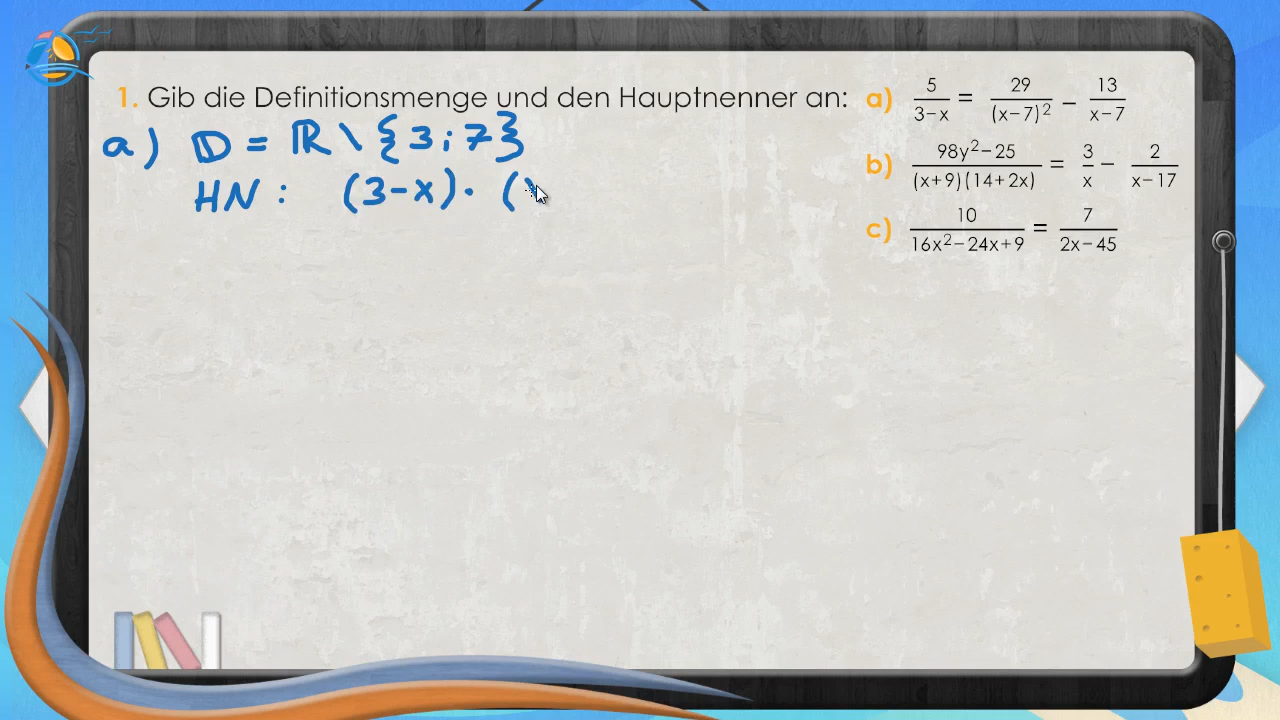 1. Gib die Definitionsmenge und den Hauptnenner an:
a) 5/(3-x) = 29/(x-7)² - 13/(x-7)
b) (98y²-25)/((x+9)(14+2x)) = 3/x - 2/(x-17)
c) 10/(16x²-24x+9) = 7/(2x-45)
a) 𝔻 = ℝ \ {3;7}
HN: (3-x)· (